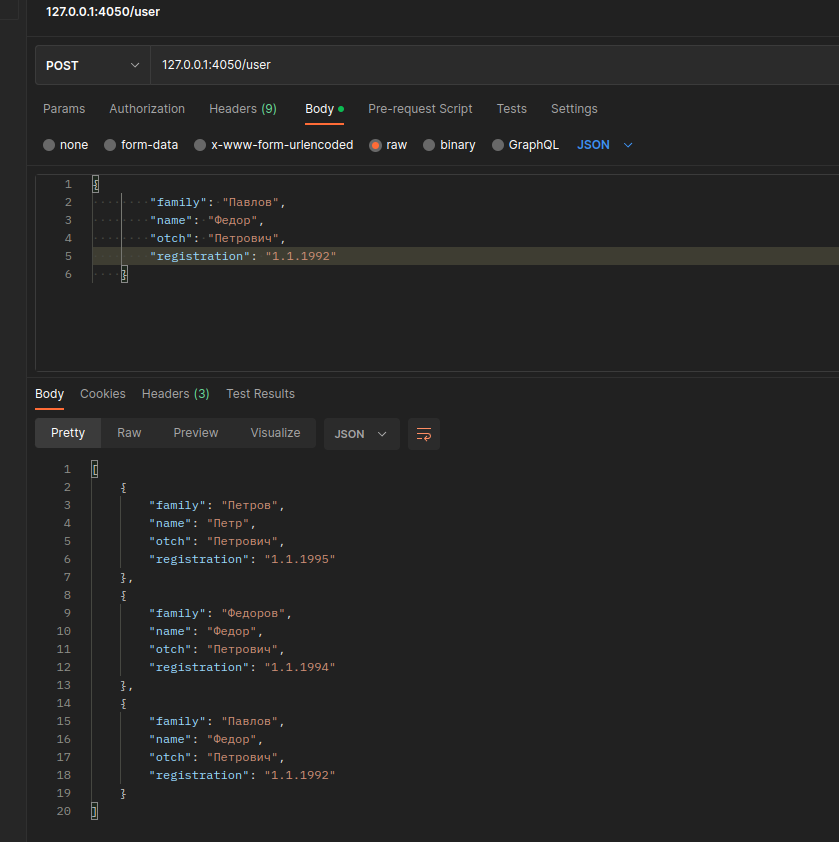 127.0.0.1:4050/user
POST 127.0.0.1:4050/user
Params Authorization Headers (9) Body Pre-request Script Tests Settings
none form-data x-www-form-urlencoded raw binary GraphQL JSON
1 {
2 "family": "Павлов",
3 "name": "Федор",
4 "otch": "Петрович",
5 "registration": "1.1.1992"
6 }
Body Cookies Headers (3) Test Results
Pretty Raw Preview Visualize JSON
1 [
2 {
3 "family": "Петров",
4 "name": "Петр",
5 "otch": "Петрович",
6 "registration": "1.1.1995"
7 },
8 {
9 "family": "Федоров",
10 "name": "Федор",
11 "otch": "Петрович",
12 "registration": "1.1.1994"
13 },
14 {
15 "family": "Павлов",
16 "name": "Федор",
17 "otch": "Петрович",
18 "registration": "1.1.1992"
19 }
20 ]